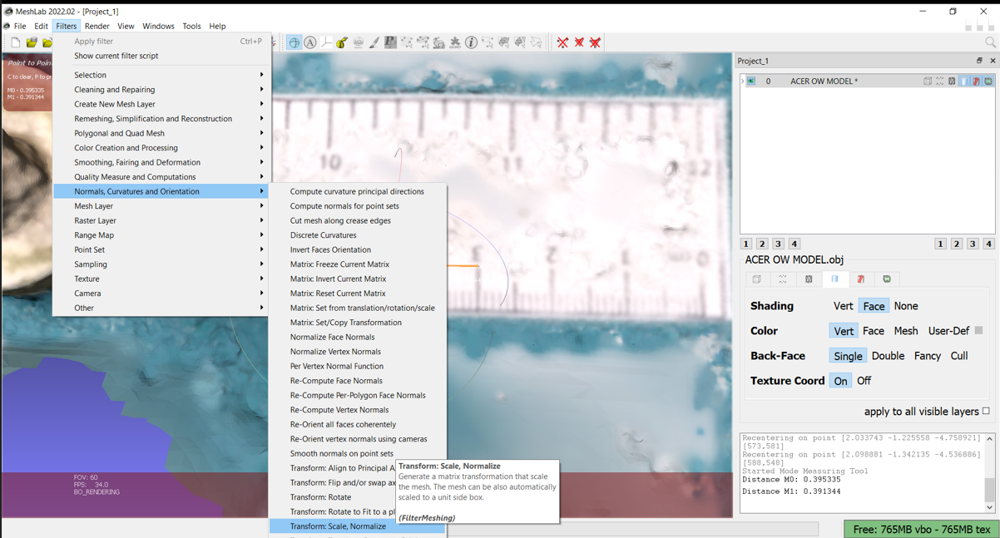 MeshLab 2022.02 - [Project_1]
File Edit Filters Render View Windows Tools Help
Apply filter Ctrl+P
Show current filter script
Selection
Cleaning and Repairing
Create New Mesh Layer
Remeshing, Simplification and Reconstruction
Polygonal and Quad Mesh
Color Creation and Processing
Smoothing, Fairing and Deformation
Quality Measure and Computations
Normals, Curvatures and Orientation
Mesh Layer
Raster Layer
Range Map
Point Set
Sampling
Texture
Camera
Other
Point to Poin
C to clear, P to pr
M0 - 0.395335
M1 - 0.391344
10 11 12
3 2 1 0
Compute curvature principal directions
Compute normals for point sets
Cut mesh along crease edges
Discrete Curvatures
Invert Faces Orientation
Matrix: Freeze Current Matrix
Matrix: Invert Current Matrix
Matrix: Reset Current Matrix
Matrix: Set from translation/rotation/scale
Matrix: Set/Copy Transformation
Normalize Face Normals
Normalize Vertex Normals
Per Vertex Normal Function
Re-Compute Face Normals
Re-Compute Per-Polygon Face Normals
Re-Compute Vertex Normals
Re-Orient all faces coherently
Re-Orient vertex normals using cameras
Smooth normals on point sets
Transform: Align to Principal A
Transform: Flip and/or swap ax
Transform: Rotate
Transform: Rotate to Fit to a pl
Transform: Scale, Normalize
Transform: Scale, Normalize
Generate a matrix transformation that scale
the mesh. The mesh can be also automatically
scaled to a unit side box.
(FilterMeshing)
FOV: 60
FPS: 34.0
BO_RENDERING
Project_1
0 ACER OW MODEL *
1 2 3 4 1 2 3 4
ACER OW MODEL.obj
Shading Vert Face None
Color Vert Face Mesh User-Def
Back-Face Single Double Fancy Cull
Texture Coord On Off
apply to all visible layers
Recentering on point [2.033743 -1.225558 -4.758921]
[573,581]
Recentering on point [2.098881 -1.342135 -4.536886]
[588,548]
Started Mode Measuring Tool
Distance M0: 0.395335
Distance M1: 0.391344
Free: 765MB vbo - 765MB tex